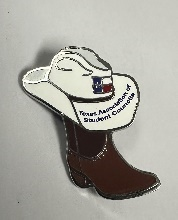 Texas Association of
Student Councils